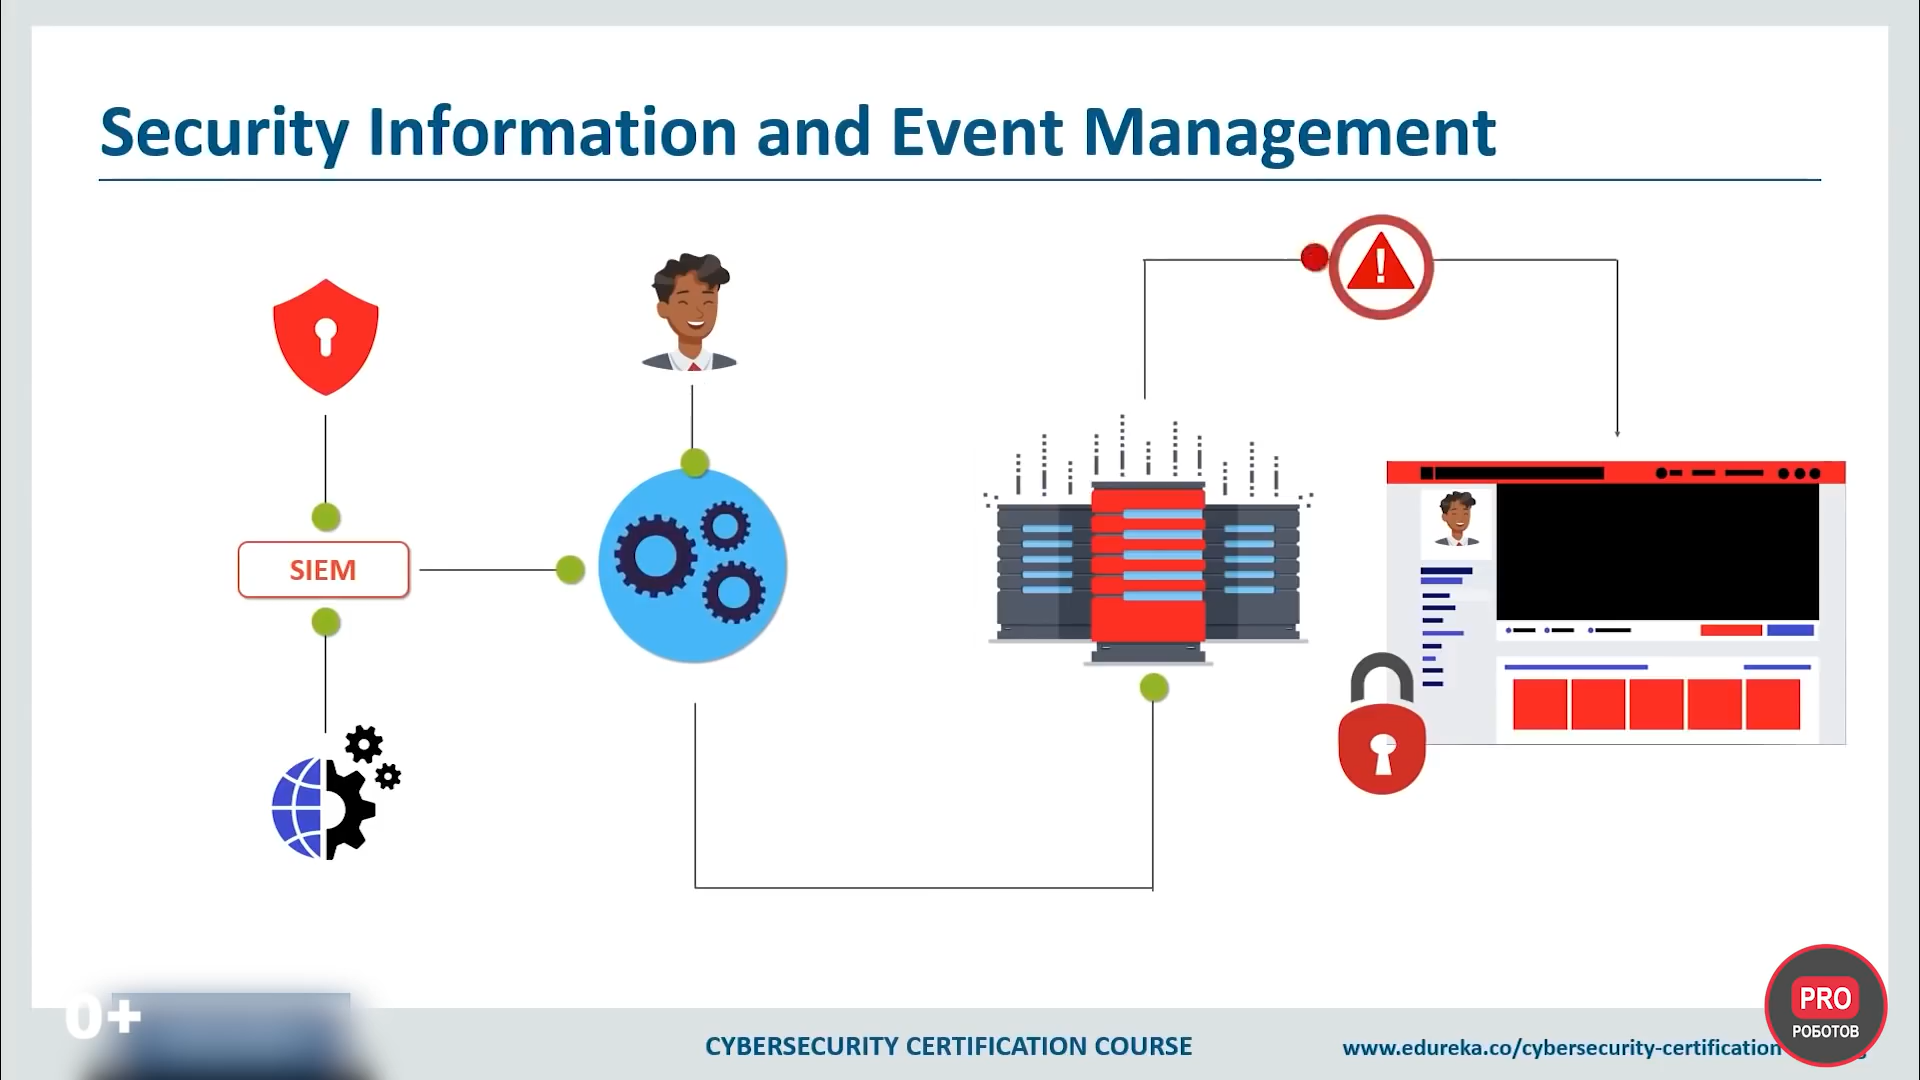 Security Information and Event Management
SIEM
0+
CYBERSECURITY CERTIFICATION COURSE
www.edureka.co/cybersecurity-certification
PRO
РОБОТОВ